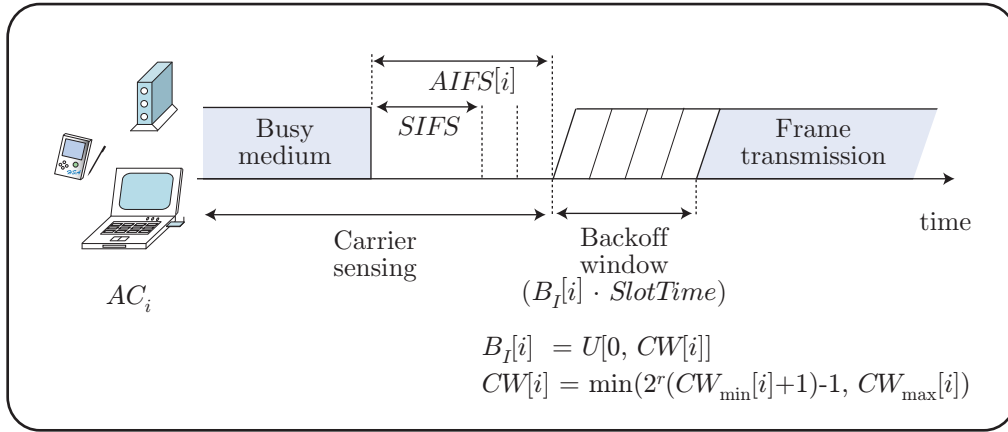 AIFS[i]
SIFS
Busy
medium
Frame
transmission
time
Carrier
sensing
Backoff
window
(B_I[i] · SlotTime)
AC_i
B_I[i] = U[0, CW[i]]
CW[i] = min(2^r(CW_min[i]+1)-1, CW_max[i])